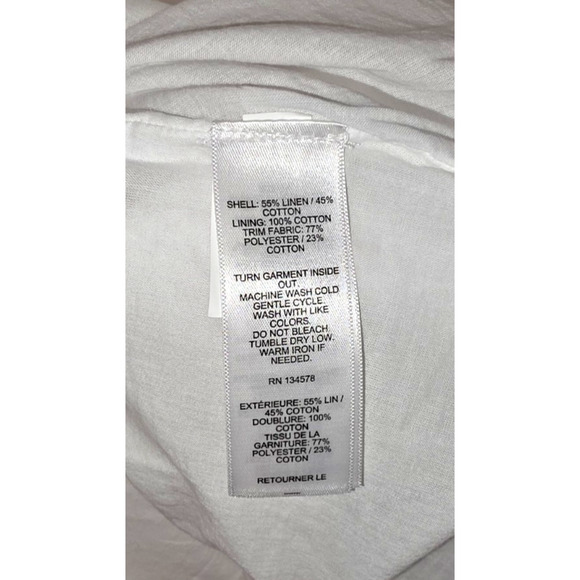 SHELL: 55% LINEN / 45%
COTTON
LINING: 100% COTTON
TRIM FABRIC: 77%
POLYESTER / 23%
COTTON
TURN GARMENT INSIDE
OUT.
MACHINE WASH COLD
GENTLE CYCLE.
WASH WITH LIKE
COLORS.
DO NOT BLEACH.
TUMBLE DRY LOW.
WARM IRON IF
NEEDED.
RN 134578
EXTÉRIEURE: 55% LIN /
45% COTON
DOUBLURE: 100%
COTON
TISSU DE LA
GARNITURE: 77%
POLYESTER / 23%
COTON
RETOURNER LE